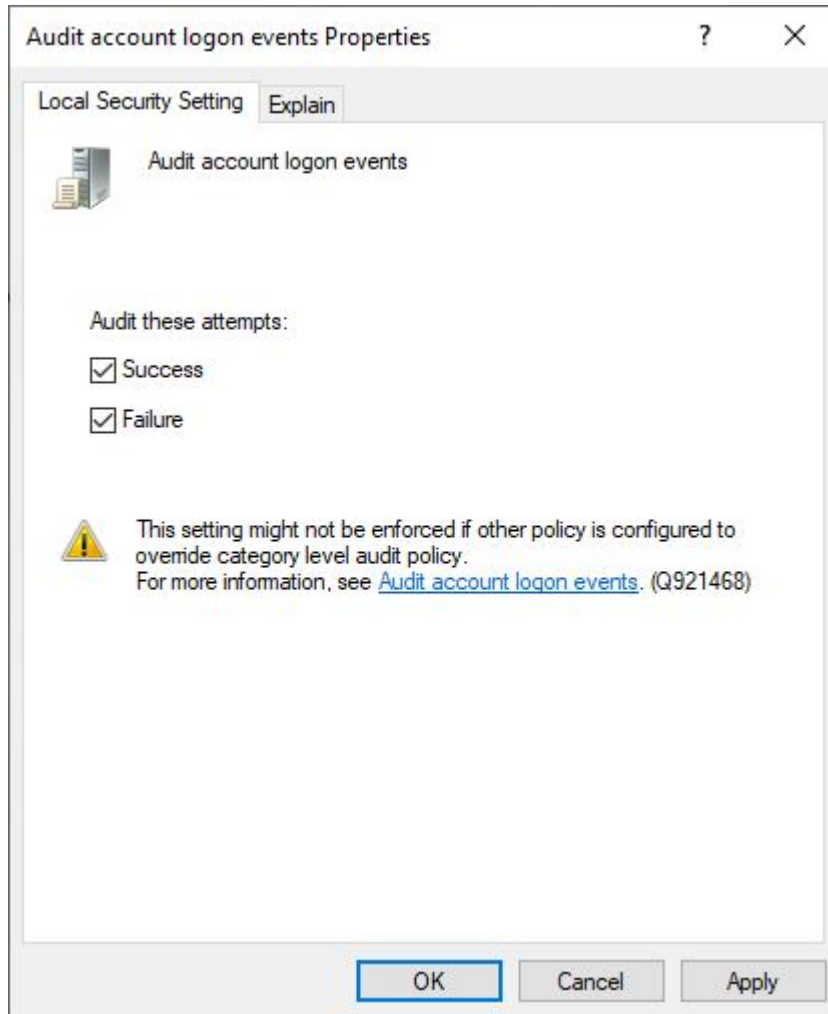 Audit account logon events Properties
?
Local Security Setting
Explain
Audit account logon events
Audit these attempts:
Success
Failure
This setting might not be enforced if other policy is configured to
override category level audit policy.
For more information, see Audit account logon events. (Q921468)
OK
Cancel
Apply